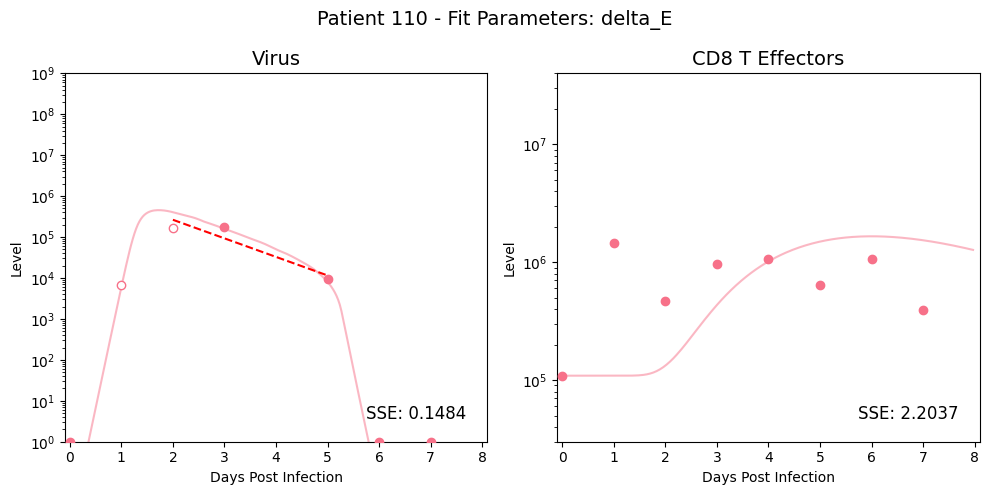 Patient 110 - Fit Parameters: delta_E
Virus
CD8 T Effectors
Level
10^9
10^8
10^7
10^6
10^5
10^4
10^3
10^2
10^1
10^0
SSE: 0.1484
0 1 2 3 4 5 6 7 8
Days Post Infection
Level
10^7
10^6
10^5
SSE: 2.2037
0 1 2 3 4 5 6 7 8
Days Post Infection